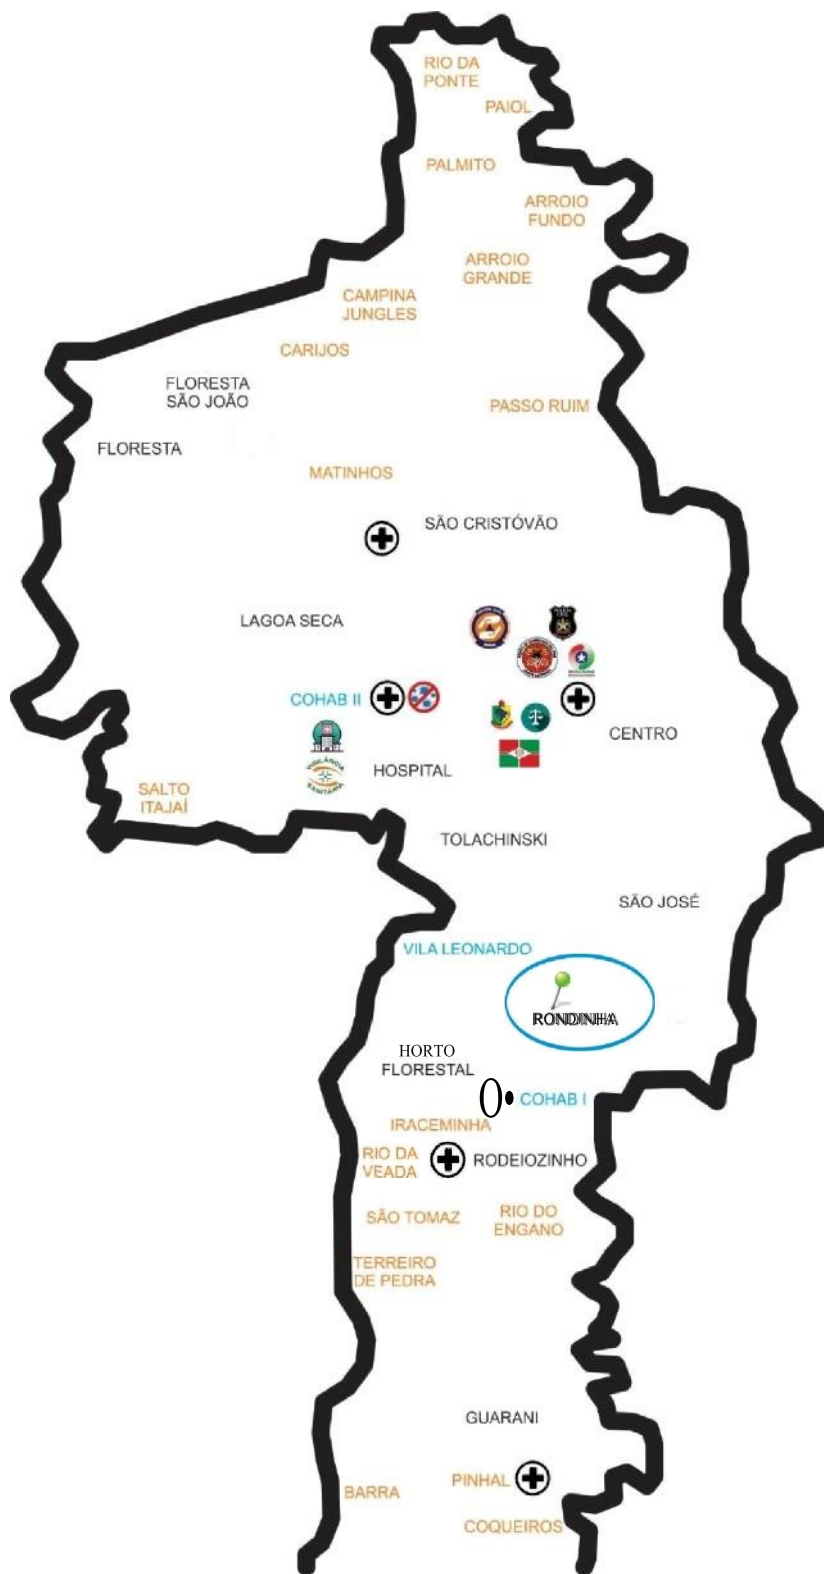 RIO DA
PONTE
PAIOL
PALMITO
ARROIO
FUNDO
ARROIO
GRANDE
CAMPINA
JUNGLES
CARIJOS
FLORESTA
SÃO JOÃO
PASSO RUIM
FLORESTA
MATINHOS
SÃO CRISTÓVÃO
LAGOA SECA
COHAB II
CENTRO
HOSPITAL
VIGILÂNCIA
SANITÁRIA
SALTO
ITAJAÍ
TOLACHINSKI
SÃO JOSÉ
VILA LEONARDO
RONDINHA
HORTO
FLORESTAL
COHAB I
IRACEMINHA
RIO DA
VEADA
RODEIOZINHO
SÃO TOMAZ
RIO DO
ENGANO
TERREIRO
DE PEDRA
GUARANI
PINHAL
BARRA
COQUEIROS